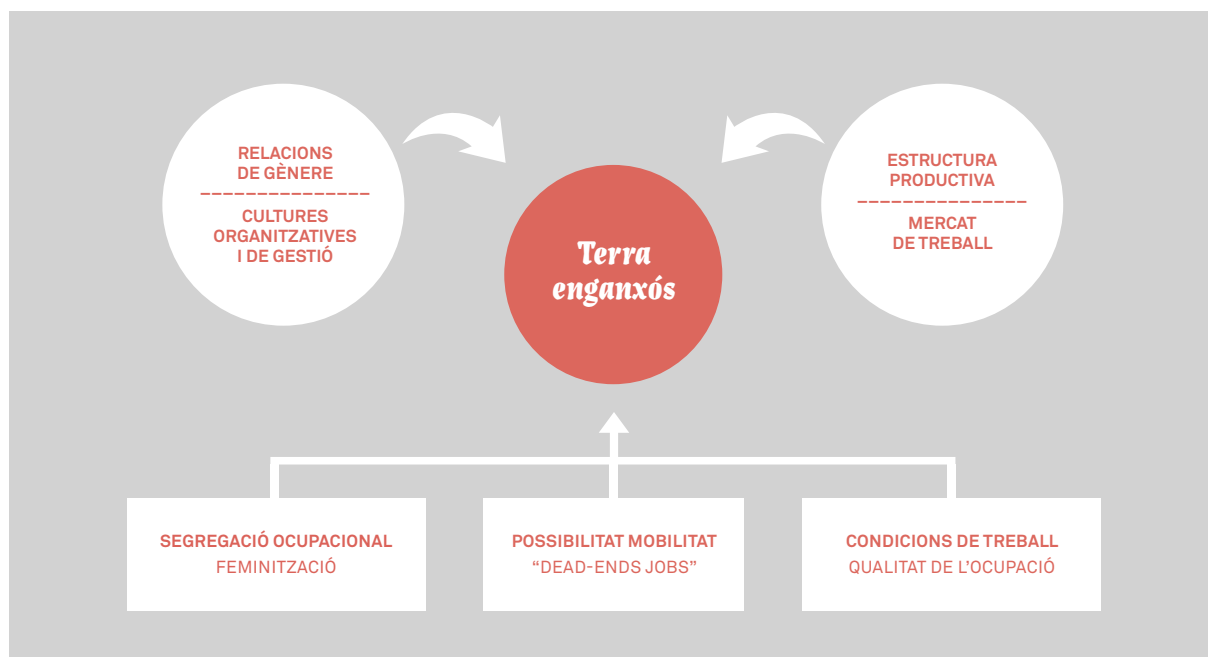 RELACIONS
DE GÈNERE
CULTURES
ORGANITZATIVES
I DE GESTIÓ
ESTRUCTURA
PRODUCTIVA
MERCAT
DE TREBALL
Terra
enganxós
SEGREGACIÓ OCUPACIONAL
FEMINITZACIÓ
POSSIBILITAT MOBILITAT
“DEAD-ENDS JOBS”
CONDICIONS DE TREBALL
QUALITAT DE L’OCUPACIÓ